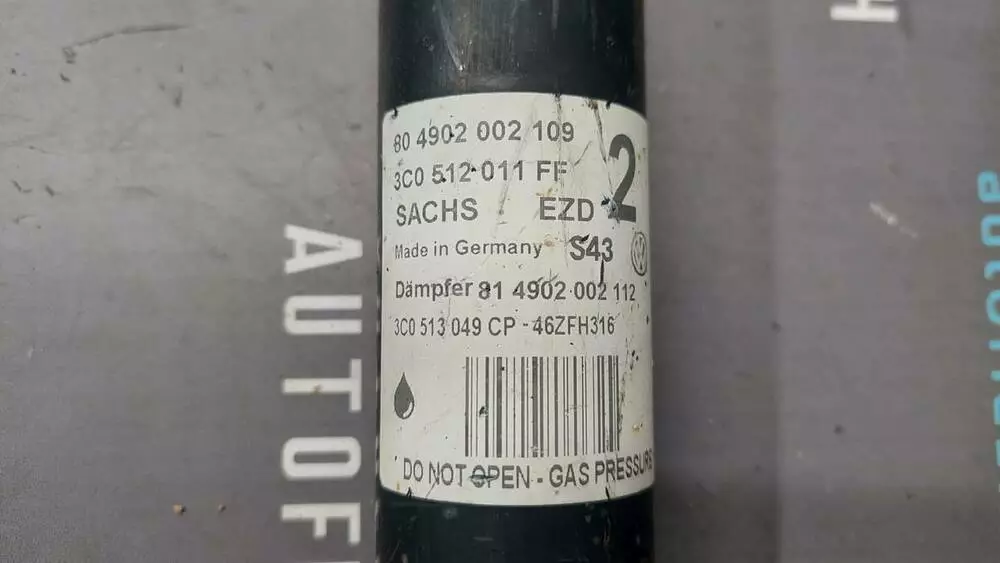 80 4902 002 109
3C0 512 011 FF
2
SACHS EZD
Made in Germany S43
Dämpfer 81 4902 002 112
3C0 513 049 CP - 46ZFH316
DO NOT OPEN - GAS PRESSURE
AUTOF
H